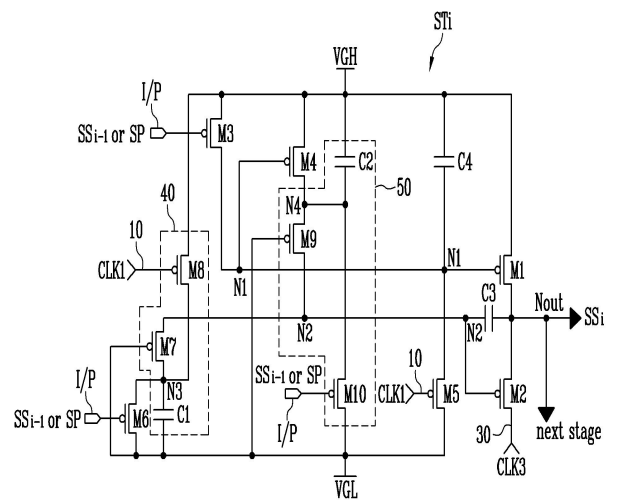 STi
VGH
I/P
SSi-1 or SP
M3
M4
C2
C4
50
40
N4
10
M9
CLK1
M8
N1
N1
M1
C3
Nout
SSi
N2
N2
M7
I/P
N3
SSi-1 or SP
10
SSi-1 or SP
M6
C1
M10
CLK1
M5
M2
I/P
30
next stage
CLK3
VGL